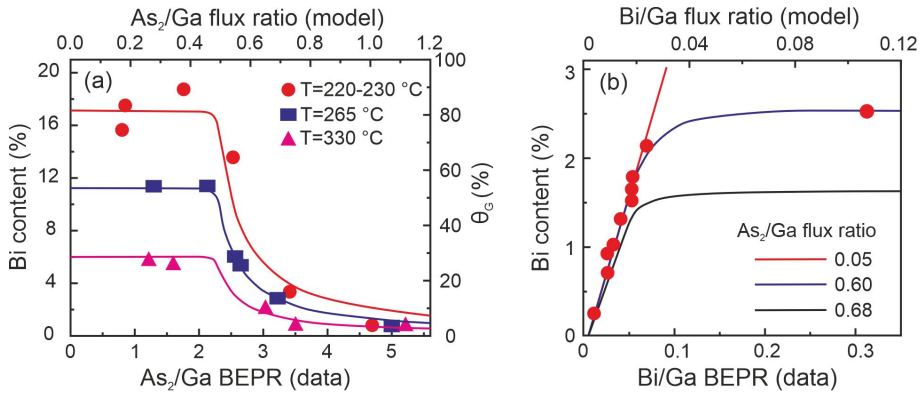 As₂/Ga flux ratio (model)
0.0 0.2 0.4 0.6 0.8 1.0 1.2
(a)
T=220-230 °C
T=265 °C
T=330 °C
Bi content (%)
20
16
12
8
4
0
100
80
60
40
20
0
θG (%)
0 1 2 3 4 5
As₂/Ga BEPR (data)
Bi/Ga flux ratio (model)
0 0.04 0.08 0.12
(b)
Bi content (%)
3
2
1
0
As₂/Ga flux ratio
0.05
0.60
0.68
0 0.1 0.2 0.3
Bi/Ga BEPR (data)